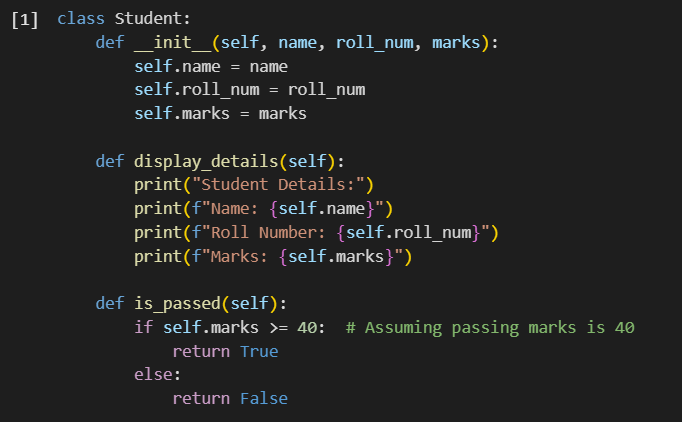 [1] class Student:
    def __init__(self, name, roll_num, marks):
        self.name = name
        self.roll_num = roll_num
        self.marks = marks

    def display_details(self):
        print("Student Details:")
        print(f"Name: {self.name}")
        print(f"Roll Number: {self.roll_num}")
        print(f"Marks: {self.marks}")

    def is_passed(self):
        if self.marks >= 40:  # Assuming passing marks is 40
            return True
        else:
            return False